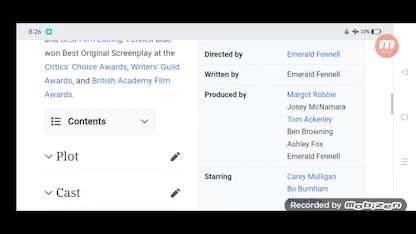 8:26
22%
and Best Film Editing. Fennell also
won Best Original Screenplay at the
Critics' Choice Awards, Writers' Guild
Awards, and British Academy Film
Awards.
Contents
Plot
Cast
Directed by Emerald Fennell
Written by Emerald Fennell
Produced by Margot Robbie
Josey McNamara
Tom Ackerley
Ben Browning
Ashley Fox
Emerald Fennell
Starring Carey Mulligan
Bo Burnham
Recorded by Mobizen